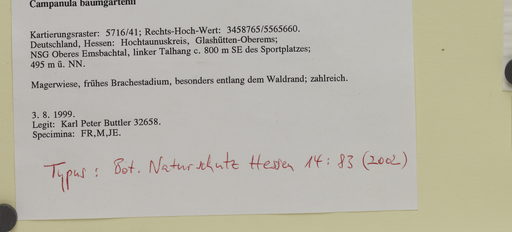 Campanula baumgartenii
Kartierungsraster: 5716/41; Rechts-Hoch-Wert: 3458765/5565660.
Deutschland, Hessen: Hochtaunuskreis, Glashütten-Oberems;
NSG Oberes Emsbachtal, linker Talhang c. 800 m SE des Sportplatzes;
495 m ü. NN.
Magerwiese, frühes Brachestadium, besonders entlang dem Waldrand; zahlreich.
3. 8. 1999.
Legit: Karl Peter Buttler 32658.
Specimina: FR,M,JE.
Typus: Bot. Naturschutz Hessen 14: 83 (2002)